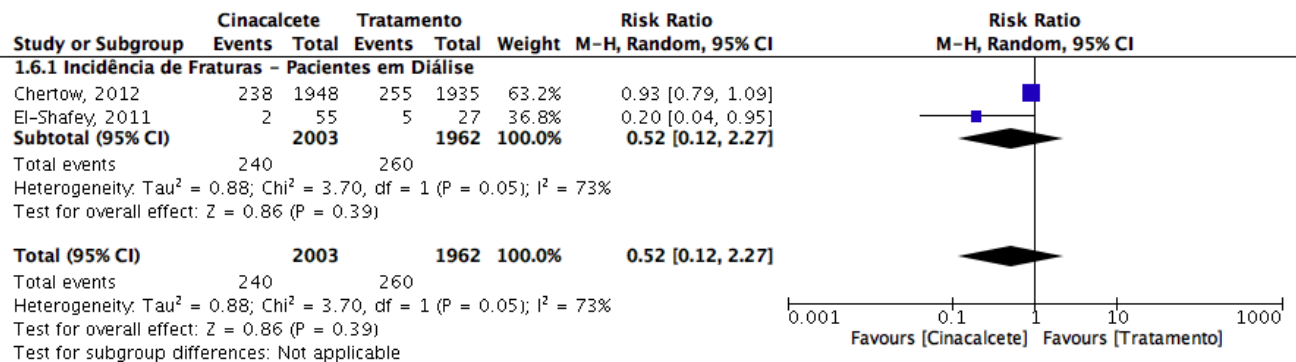 Cinacalcete Tratamento Risk Ratio Risk Ratio
Study or Subgroup Events Total Events Total Weight M-H, Random, 95% CI M-H, Random, 95% CI
1.6.1 Incidência de Fraturas - Pacientes em Diálise
Chertow, 2012 238 1948 255 1935 63.2% 0.93 [0.79, 1.09]
El-Shafey, 2011 2 55 5 27 36.8% 0.20 [0.04, 0.95]
Subtotal (95% CI) 2003 1962 100.0% 0.52 [0.12, 2.27]
Total events 240 260
Heterogeneity: Tau² = 0.88; Chi² = 3.70, df = 1 (P = 0.05); I² = 73%
Test for overall effect: Z = 0.86 (P = 0.39)
Total (95% CI) 2003 1962 100.0% 0.52 [0.12, 2.27]
Total events 240 260
Heterogeneity: Tau² = 0.88; Chi² = 3.70, df = 1 (P = 0.05); I² = 73%
Test for overall effect: Z = 0.86 (P = 0.39)
Test for subgroup differences: Not applicable
0.001 0.1 1 10 1000
Favours [Cinacalcete] Favours [Tratamento]